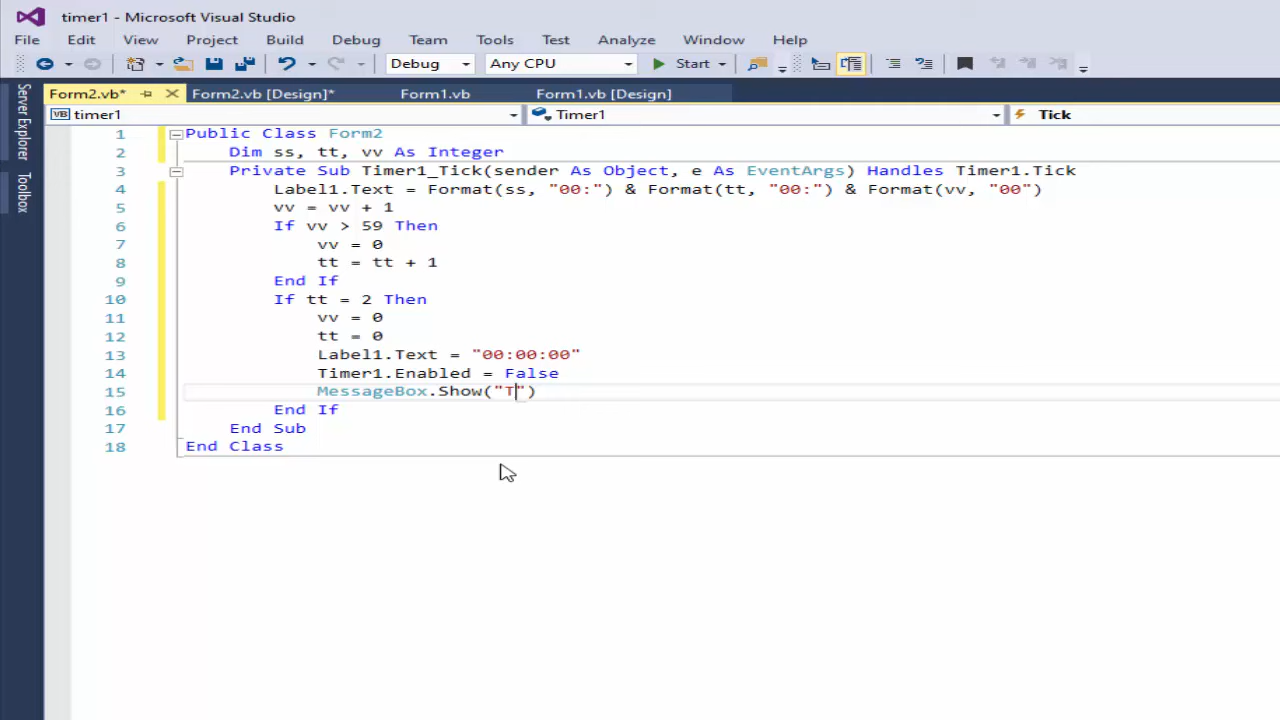 timer1 - Microsoft Visual Studio
File Edit View Project Build Debug Team Tools Test Analyze Window Help
Debug Any CPU Start
Form2.vb* Form2.vb [Design]* Form1.vb Form1.vb [Design]
VB timer1 Timer1 Tick
Server Explorer
Toolbox
1 Public Class Form2
2 Dim ss, tt, vv As Integer
3 Private Sub Timer1_Tick(sender As Object, e As EventArgs) Handles Timer1.Tick
4 Label1.Text = Format(ss, "00:") & Format(tt, "00:") & Format(vv, "00")
5 vv = vv + 1
6 If vv > 59 Then
7 vv = 0
8 tt = tt + 1
9 End If
10 If tt = 2 Then
11 vv = 0
12 tt = 0
13 Label1.Text = "00:00:00"
14 Timer1.Enabled = False
15 MessageBox.Show("T")
16 End If
17 End Sub
18 End Class